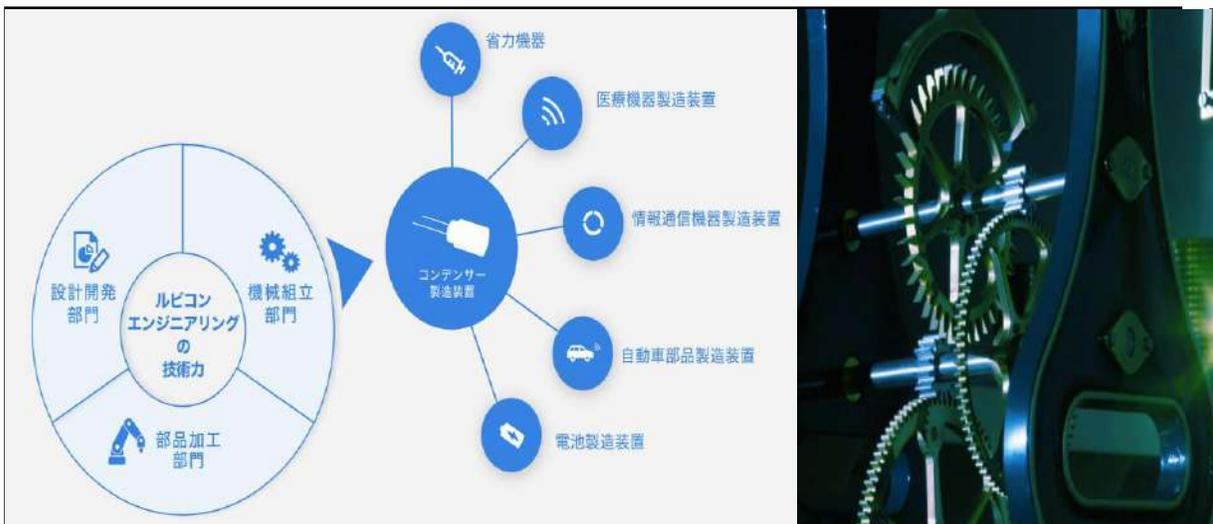 設計開発
部門
機械組立
部門
ルビコン
エンジニアリング
の
技術力
部品加工
部門
コンデンサー
製造装置
省力機器
医療機器製造装置
情報通信機器製造装置
自動車部品製造装置
電池製造装置